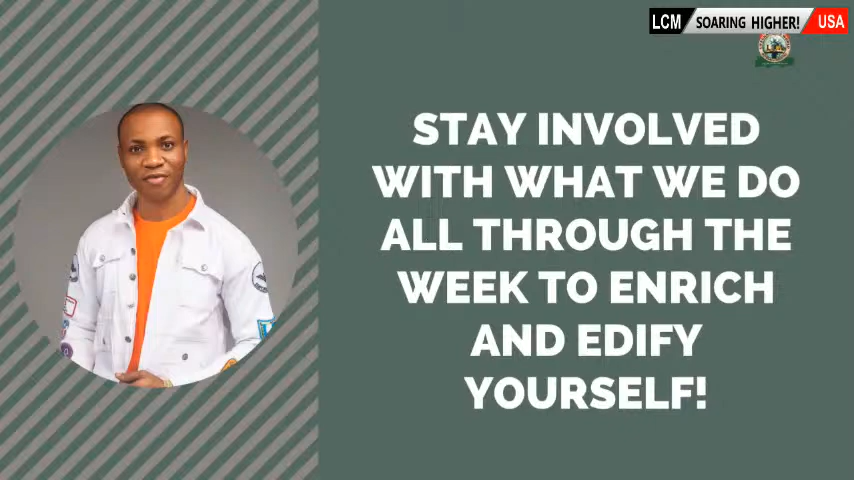 LCM SOARING HIGHER! USA
STAY INVOLVED
WITH WHAT WE DO
ALL THROUGH THE
WEEK TO ENRICH
AND EDIFY
YOURSELF!